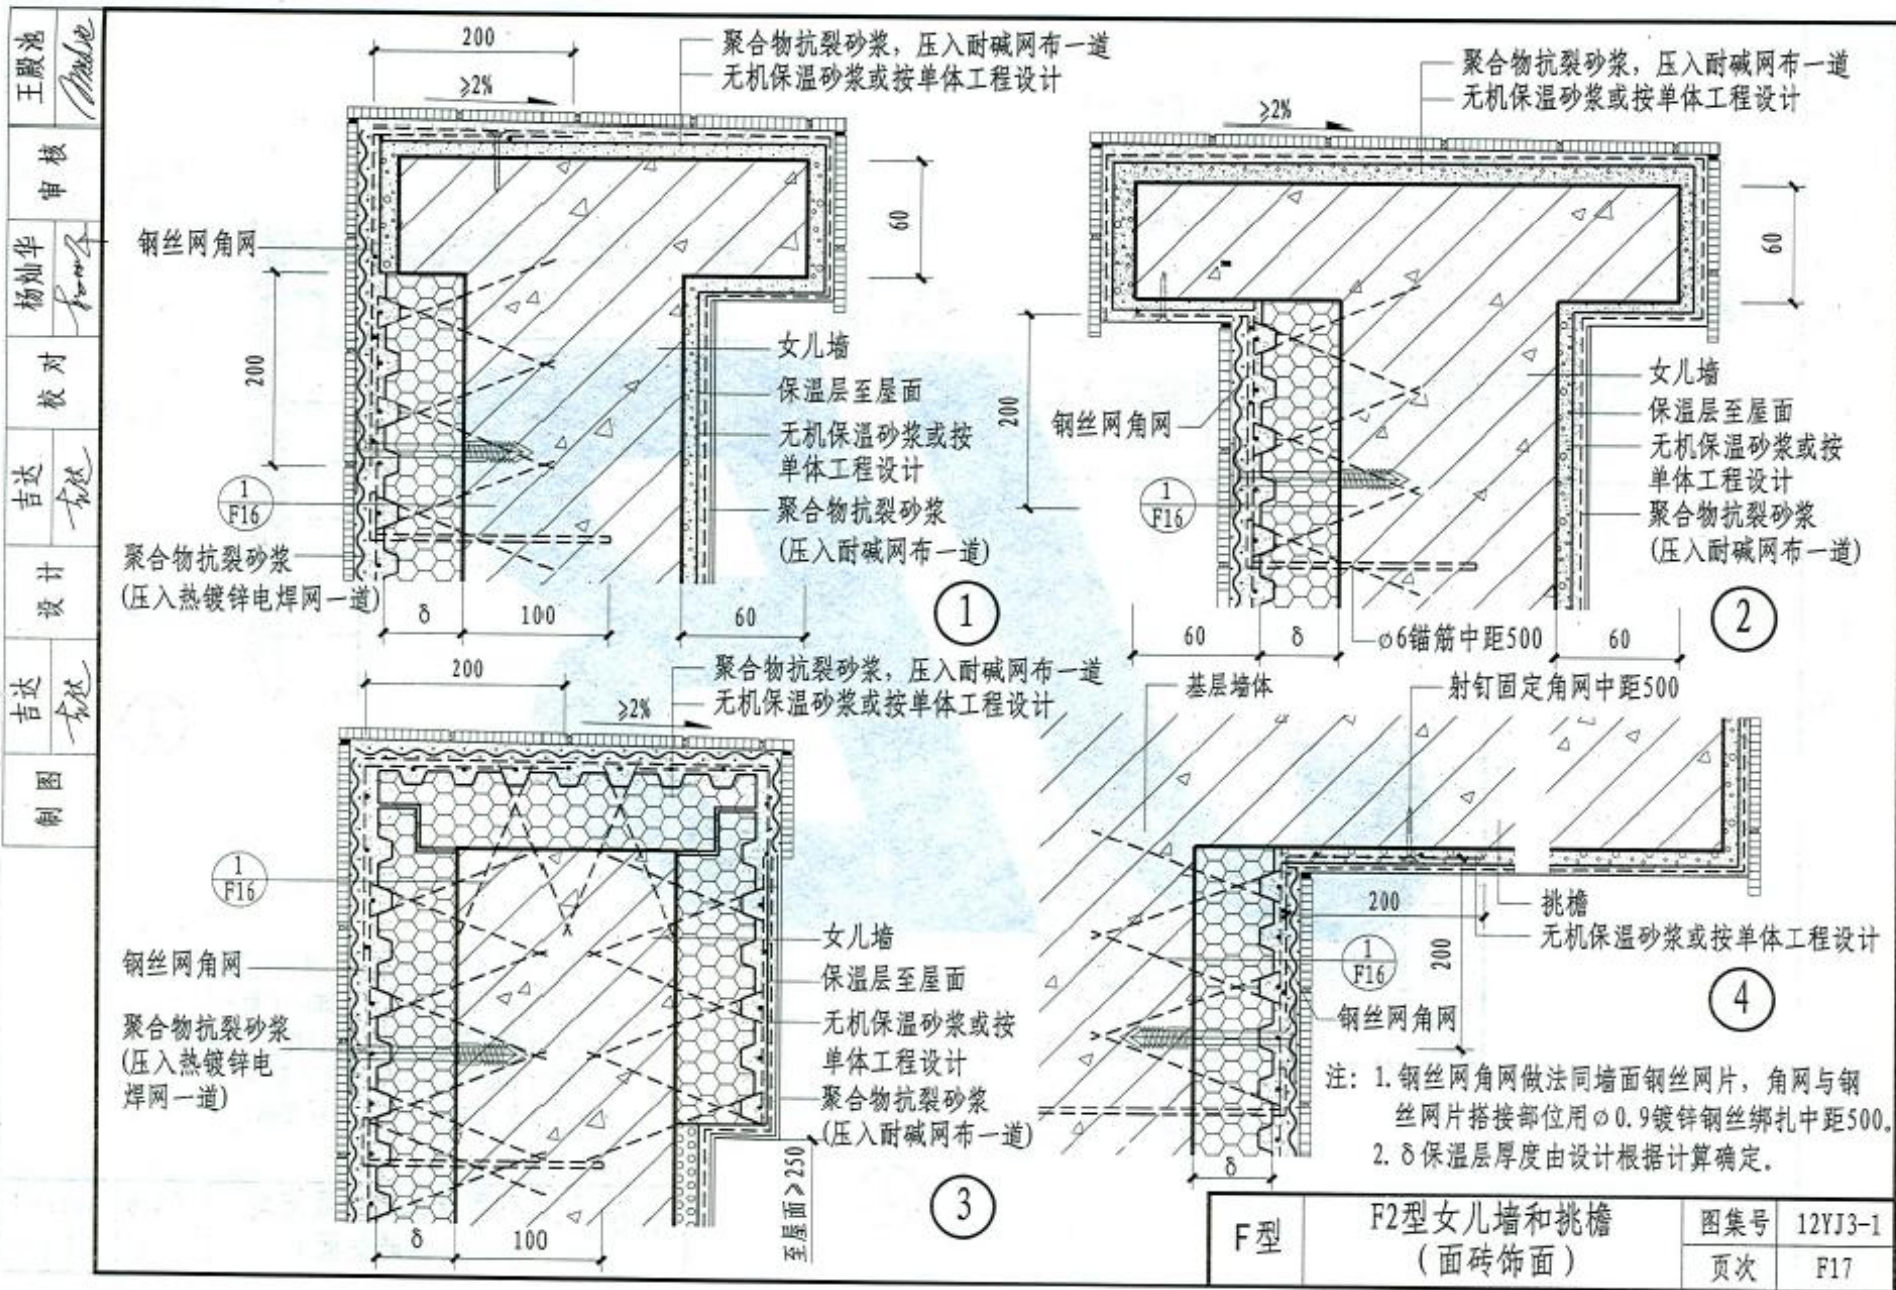 王殿池
审核
杨灿华
校对
吉达
设计
吉达
制图
200
≥2%
聚合物抗裂砂浆，压入耐碱网布一道
无机保温砂浆或按单体工程设计
60
钢丝网角网
200
女儿墙
保温层至屋面
无机保温砂浆或按
单体工程设计
聚合物抗裂砂浆
(压入耐碱网布一道)
1
F16
聚合物抗裂砂浆
(压入热镀锌电焊网一道)
δ
100
60
1
聚合物抗裂砂浆，压入耐碱网布一道
无机保温砂浆或按单体工程设计
≥2%
60
200
钢丝网角网
女儿墙
保温层至屋面
无机保温砂浆或按
单体工程设计
聚合物抗裂砂浆
(压入耐碱网布一道)
1
F16
60
δ
ø6锚筋中距500
60
2
200
≥2%
聚合物抗裂砂浆，压入耐碱网布一道
无机保温砂浆或按单体工程设计
1
F16
钢丝网角网
聚合物抗裂砂浆
(压入热镀锌电
焊网一道)
女儿墙
保温层至屋面
无机保温砂浆或按
单体工程设计
聚合物抗裂砂浆
(压入耐碱网布一道)
至屋面≥250
δ
100
3
基层墙体
射钉固定角网中距500
200
挑檐
无机保温砂浆或按单体工程设计
1
F16
200
钢丝网角网
4
δ
注：1.钢丝网角网做法同墙面钢丝网片，角网与钢
丝网片搭接部位用ø0.9镀锌钢丝绑扎中距500。
2.δ保温层厚度由设计根据计算确定。
F型
F2型女儿墙和挑檐
（面砖饰面）
图集号
12YJ3-1
页次
F17